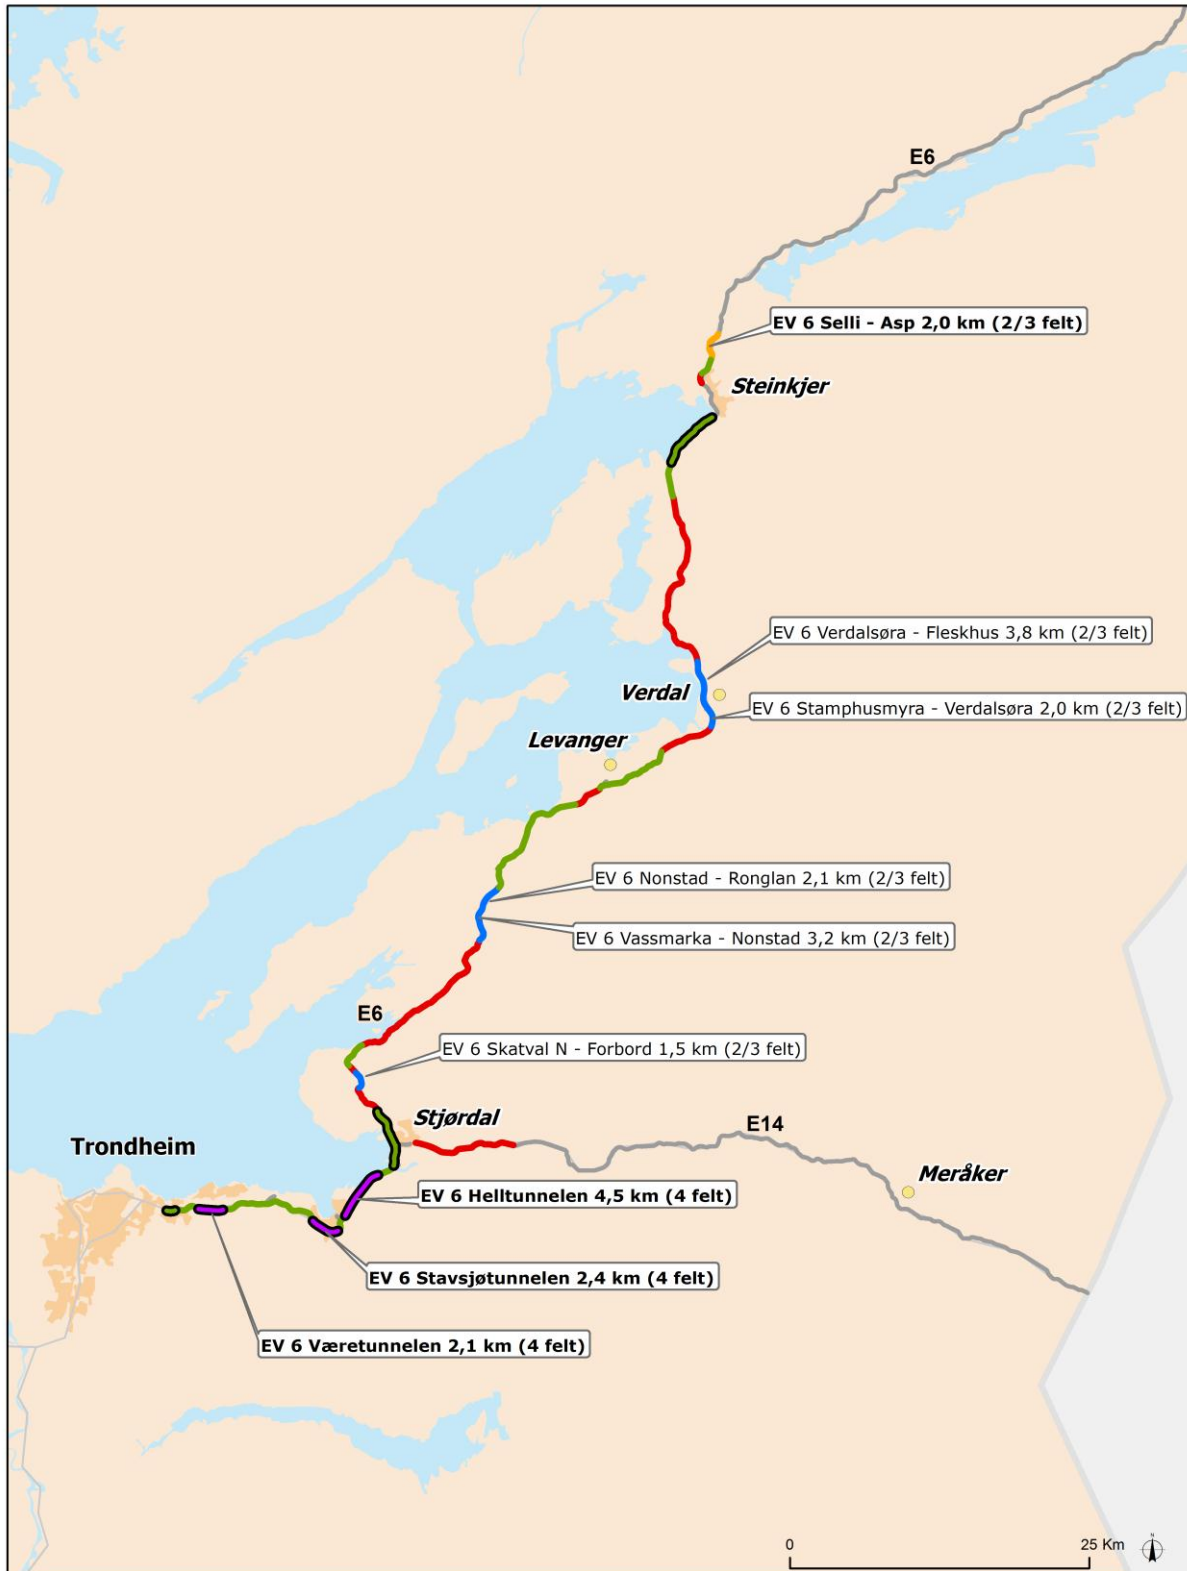 E6
EV 6 Selli - Asp 2,0 km (2/3 felt)
Steinkjer
EV 6 Verdalsøra - Fleskhus 3,8 km (2/3 felt)
Verdal
EV 6 Stamphusmyra - Verdalsøra 2,0 km (2/3 felt)
Levanger
EV 6 Nonstad - Ronglan 2,1 km (2/3 felt)
EV 6 Vassmarka - Nonstad 3,2 km (2/3 felt)
E6
EV 6 Skatval N - Forbord 1,5 km (2/3 felt)
Stjørdal
E14
Trondheim
Meråker
EV 6 Helltunnelen 4,5 km (4 felt)
EV 6 Stavsjøtunnelen 2,4 km (4 felt)
EV 6 Væretunnelen 2,1 km (4 felt)
0 25 Km
N